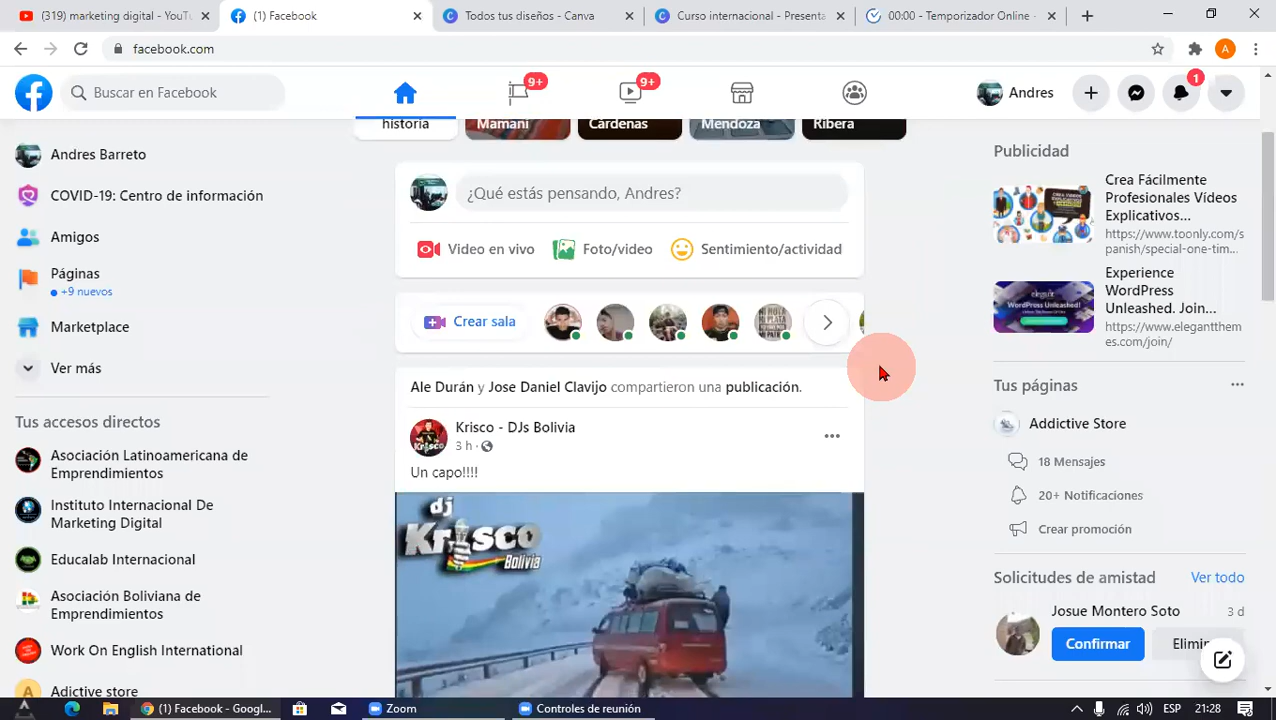 (319) marketing digital - YouTu
(1) Facebook
Todos tus diseños - Canva
Curso internacional - Presenta
00:00 - Temporizador Online -
facebook.com
A
Buscar en Facebook
9+
9+
Andres
1
historia
Mamani
Cárdenas
Mendoza
Ribera
Andres Barreto
COVID-19: Centro de información
Amigos
Páginas
+9 nuevos
Marketplace
Ver más
Tus accesos directos
Asociación Latinoamericana de
Emprendimientos
Instituto Internacional De
Marketing Digital
Educalab Internacional
Asociación Boliviana de
Emprendimientos
Work On English International
A
Adictive store
¿Qué estás pensando, Andres?
Video en vivo
Foto/video
Sentimiento/actividad
Crear sala
Ale Durán y Jose Daniel Clavijo compartieron una publicación.
Krisco - DJs Bolivia
3 h ·
Un capo!!!!
dj
Krisco
Bolivia
Publicidad
Crea Fácilmente
Profesionales Vídeos
Explicativos...
https://www.toonly.com/s
panish/special-one-tim...
Experience
WordPress
Unleashed. Join...
https://www.elegantthem
es.com/join/
Tus páginas
Addictive Store
18 Mensajes
20+ Notificaciones
Crear promoción
Solicitudes de amistad
Ver todo
Josue Montero Soto
3 d
Confirmar
Elimi
(1) Facebook - Googl...
Zoom
Controles de reunión
ESP
21:28